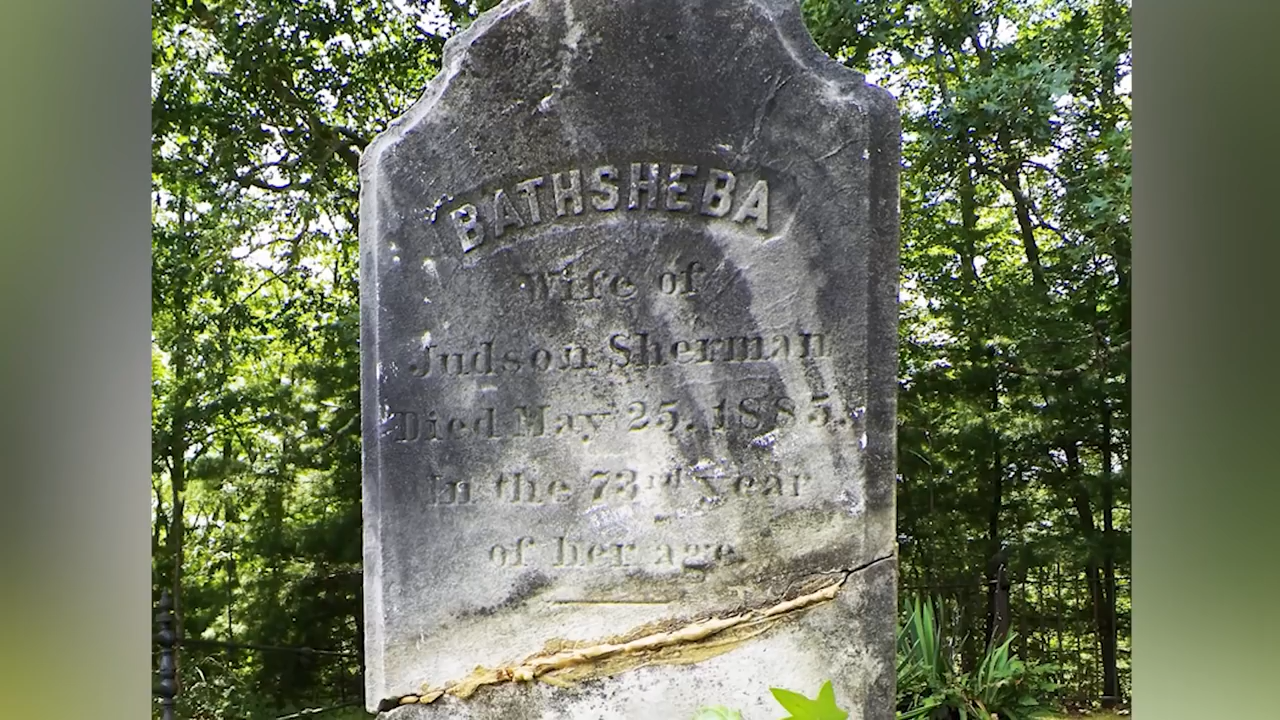 BATHSHEBA
Wife of
Judson Sherman
Died May 25, 1885.
In the 73rd year
of her age